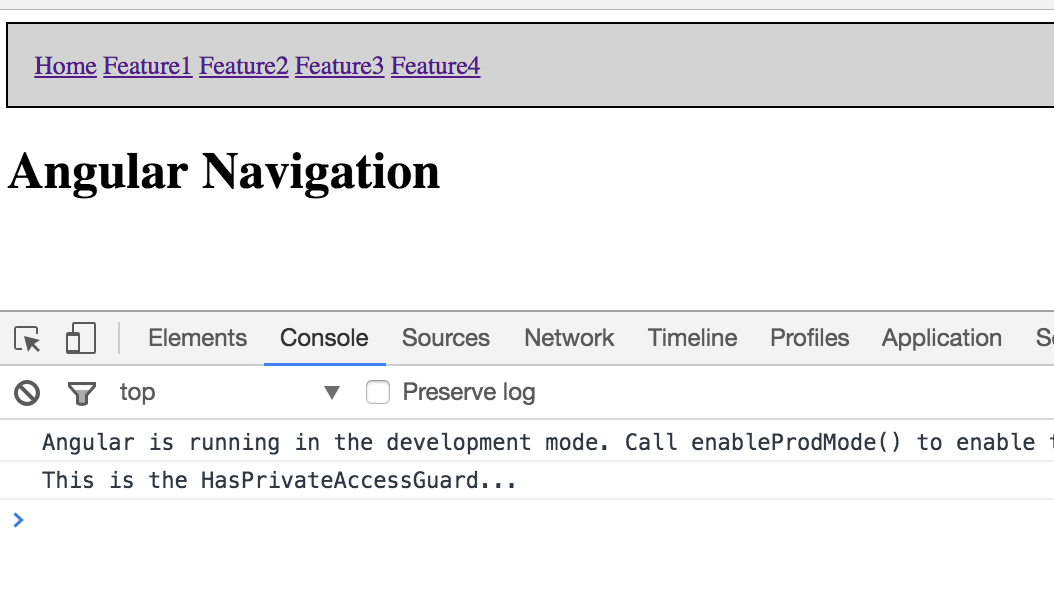 Home Feature1 Feature2 Feature3 Feature4
Angular Navigation
Elements Console Sources Network Timeline Profiles Application
top Preserve log
Angular is running in the development mode. Call enableProdMode() to enable
This is the HasPrivateAccessGuard...